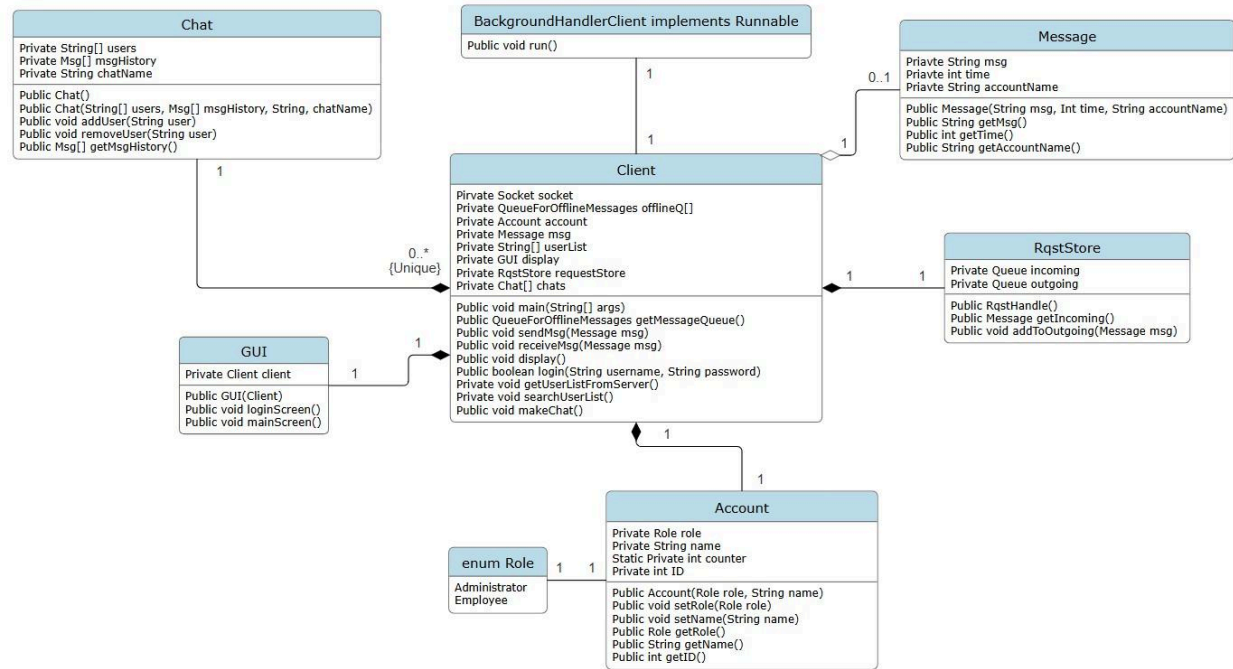 Chat
Private String[] users
Private Msg[] msgHistory
Private String chatName
Public Chat()
Public Chat(String[] users, Msg[] msgHistory, String, chatName)
Public void addUser(String user)
Public void removeUser(String user)
Public Msg[] getMsgHistory()
1
0..*
{Unique}
BackgroundHandlerClient implements Runnable
Public void run()
1
1
Message
Priavte String msg
Priavte int time
Priavte String accountName
Public Message(String msg, Int time, String accountName)
Public String getMsg()
Public int getTime()
Public String getAccountName()
0..1
1
Client
Pirvate Socket socket
Private QueueForOfflineMessages offlineQ[]
Private Account account
Private Message msg
Private String[] userList
Private GUI display
Private RqstStore requestStore
Private Chat[] chats
Public void main(String[] args)
Public QueueForOfflineMessages getMessageQueue()
Public void sendMsg(Message msg)
Public void receiveMsg(Message msg)
Public void display()
Public boolean login(String username, String password)
Private void getUserListFromServer()
Private void searchUserList()
Public void makeChat()
1
1
RqstStore
Private Queue incoming
Private Queue outgoing
Public RqstHandle()
Public Message getIncoming()
Public void addToOutgoing(Message msg)
GUI
Private Client client
Public GUI(Client)
Public void loginScreen()
Public void mainScreen()
1
1
1
1
Account
Private Role role
Private String name
Static Private int counter
Private int ID
Public Account(Role role, String name)
Public void setRole(Role role)
Public void setName(String name)
Public Role getRole()
Public String getName()
Public int getID()
enum Role
Administrator
Employee
1
1